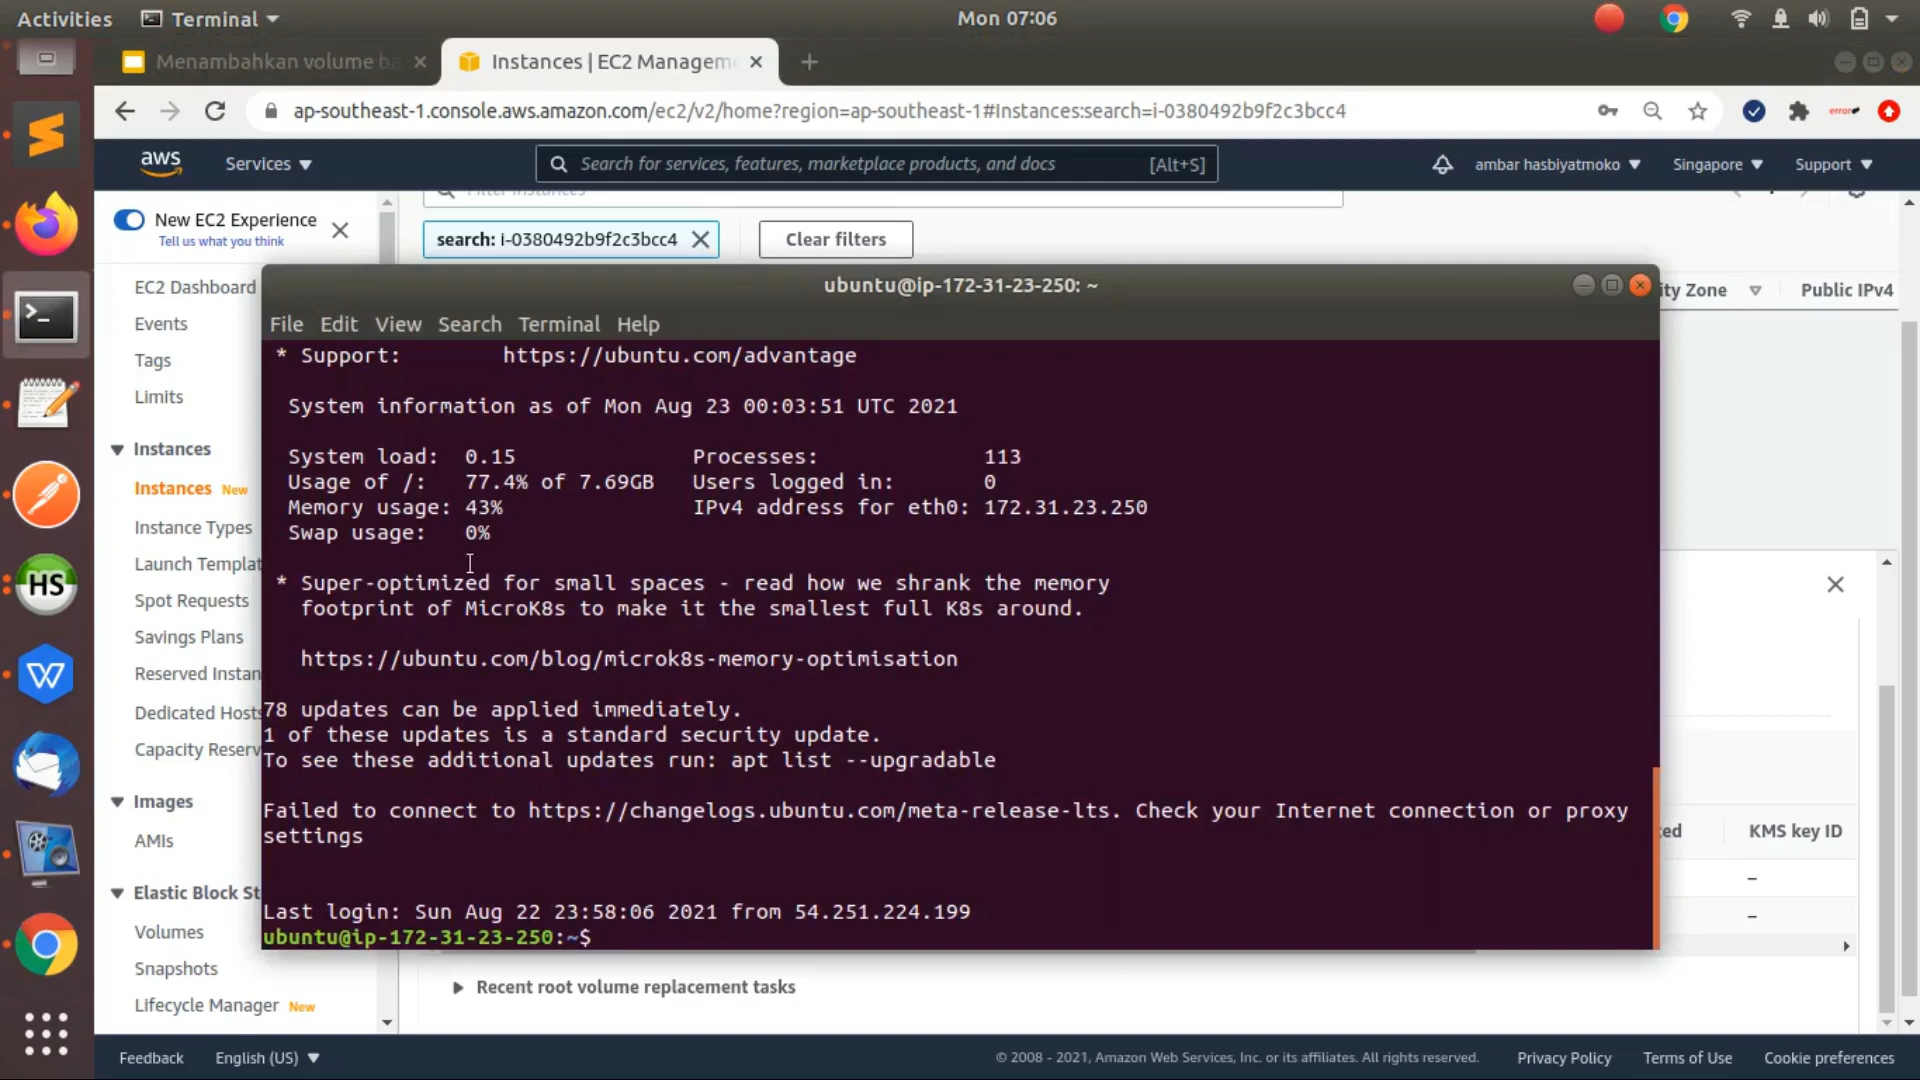 Activities
Terminal
Mon 07:06
Menambahkan volume ba
Instances | EC2 Managem
ap-southeast-1.console.aws.amazon.com/ec2/v2/home?region=ap-southeast-1#Instances:search=i-0380492b9f2c3bcc4
error
aws
Services
Search for services, features, marketplace products, and docs
[Alt+S]
ambar hasbiyatmoko
Singapore
Support
New EC2 Experience
Tell us what you think
Filter instances
search: i-0380492b9f2c3bcc4
Clear filters
EC2 Dashboard
Events
Tags
Limits
Instances
Instances New
Instance Types
Launch Templat
Spot Requests
Savings Plans
Reserved Instan
Dedicated Hosts
Capacity Reserv
Images
AMIs
Elastic Block St
Volumes
Snapshots
Lifecycle Manager New
ity Zone
Public IPv4
ubuntu@ip-172-31-23-250: ~
File Edit View Search Terminal Help
* Support: https://ubuntu.com/advantage
System information as of Mon Aug 23 00:03:51 UTC 2021
System load: 0.15 Processes: 113
Usage of /: 77.4% of 7.69GB Users logged in: 0
Memory usage: 43% IPv4 address for eth0: 172.31.23.250
Swap usage: 0%
* Super-optimized for small spaces - read how we shrank the memory
footprint of MicroK8s to make it the smallest full K8s around.
https://ubuntu.com/blog/microk8s-memory-optimisation
78 updates can be applied immediately.
1 of these updates is a standard security update.
To see these additional updates run: apt list --upgradable
Failed to connect to https://changelogs.ubuntu.com/meta-release-lts. Check your Internet connection or proxy
settings
Last login: Sun Aug 22 23:58:06 2021 from 54.251.224.199
ubuntu@ip-172-31-23-250:~$
KMS key ID
–
–
Recent root volume replacement tasks
HS
W
Feedback
English (US)
© 2008 - 2021, Amazon Web Services, Inc. or its affiliates. All rights reserved.
Privacy Policy
Terms of Use
Cookie preferences